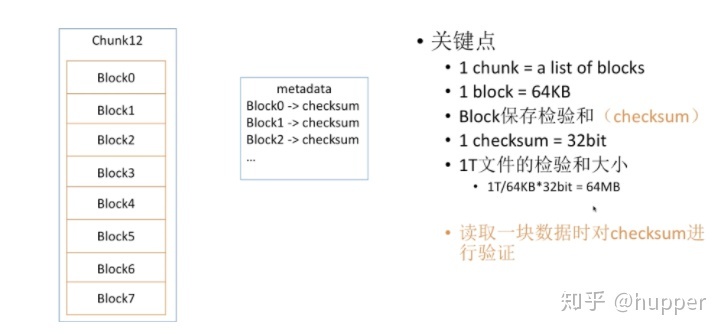 Chunk12
Block0
Block1
Block2
Block3
Block4
Block5
Block6
Block7
metadata
Block0 -> checksum
Block1 -> checksum
Block2 -> checksum
...
• 关键点
• 1 chunk = a list of blocks
• 1 block = 64KB
• Block保存检验和（checksum）
• 1 checksum = 32bit
• 1T文件的检验和大小
• 1T/64KB*32bit = 64MB
• 读取一块数据时对checksum进
行验证
知乎 @hupper